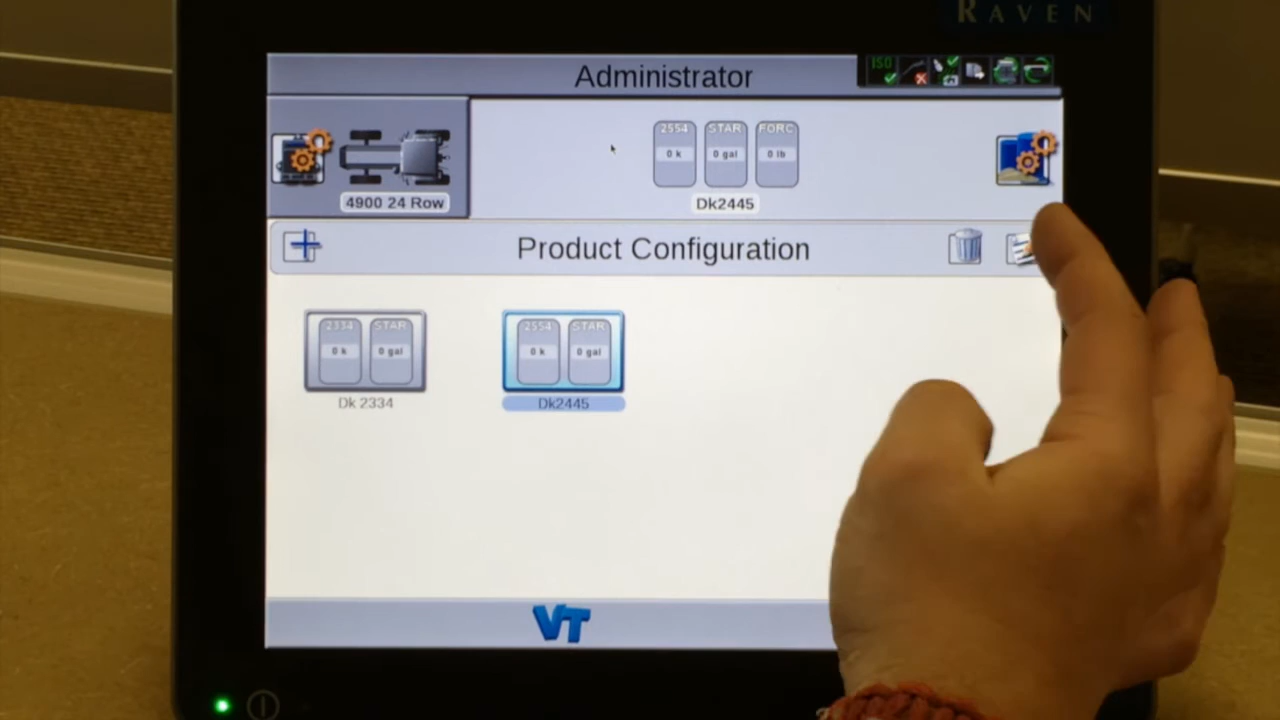 RAVEN
Administrator
ISO
2554 STAR FORC
0 k 0 gal 0 lb
4900 24 Row
Dk2445
Product Configuration
2334 STAR
0 k 0 gal
2554 STAR
0 k 0 gal
Dk 2334
Dk2445
VT